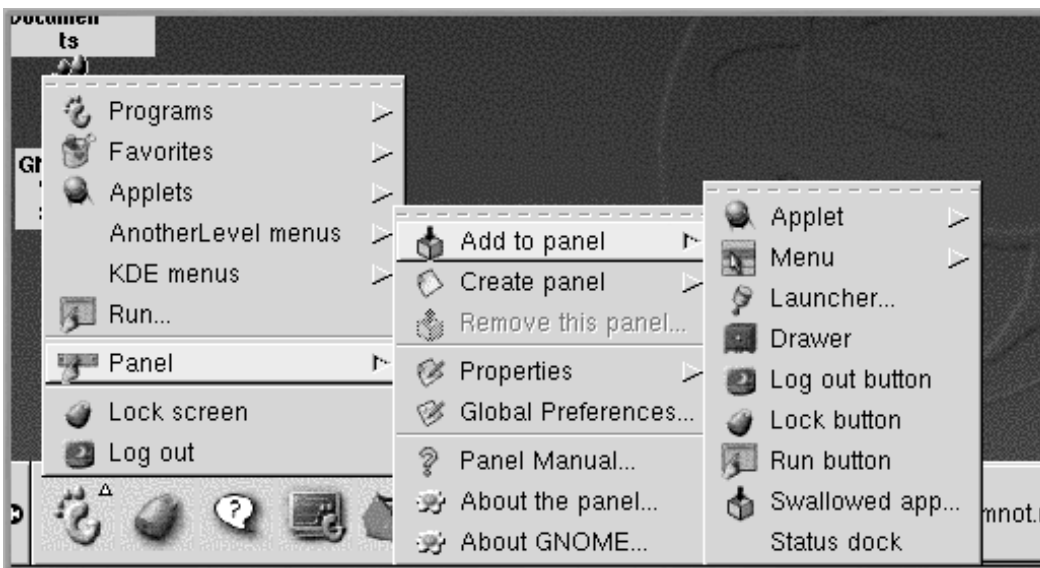 ts
Programs
Favorites
Applets
AnotherLevel menus
KDE menus
Run...
Panel
Lock screen
Log out
Add to panel
Create panel
Remove this panel...
Properties
Global Preferences...
Panel Manual...
About the panel...
About GNOME...
Applet
Menu
Launcher...
Drawer
Log out button
Lock button
Run button
Swallowed app...
Status dock